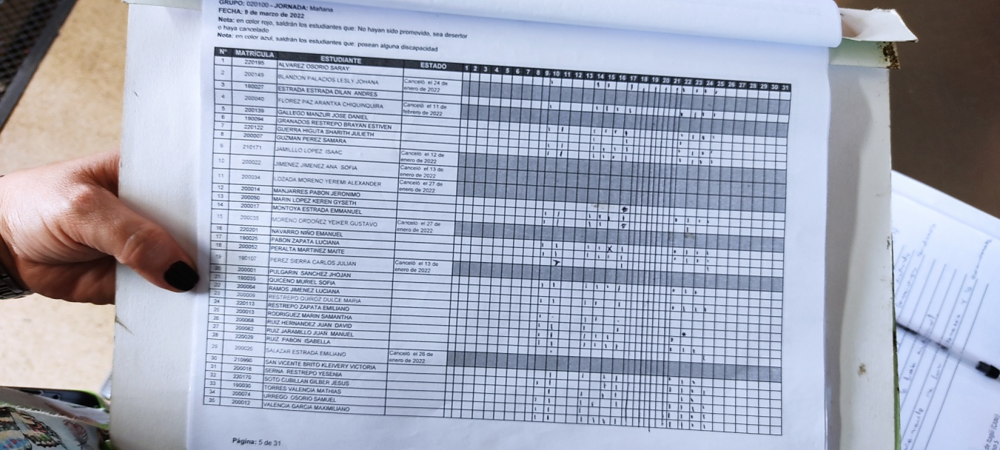 GRUPO: 020100 - JORNADA: Mañana
FECHA: 9 de marzo de 2022
Nota: en color rojo, saldrán los estudiantes que: No hayan sido promovido, sea desertor
o haya cancelado
Nota: en color azul, saldrán los estudiantes que: posean alguna discapacidad
N° MATRÍCULA ESTUDIANTE ESTADO 1 2 3 4 5 6 7 8 9 10 11 12 13 14 15 16 17 18 19 20 21 22 23 24 25 26 27 28 29 30 31
1 220195 ALVAREZ OSORIO SARAY
2 200149 BLANDON PALACIOS LESLY JOHANA Canceló el 24 de enero de 2022
3 180027 ESTRADA ESTRADA DILAN ANDRES
4 200040 FLOREZ PAZ ARANTXA CHIQUINQUIRA Canceló el 11 de febrero de 2022
5 200139 GALLEGO MANZUR JOSE DANIEL
6 190094 GRANADOS RESTREPO BRAYAN ESTIVEN
7 220122 GUERRA HIGUITA SHARITH JULIETH
8 200007 GUZMAN PEREZ SAMARA
9 210171 JAMILLLO LOPEZ ISAAC Canceló el 12 de enero de 2022
10 200022 JIMENEZ JIMENEZ ANA SOFIA Canceló el 13 de enero de 2022
11 200034 LOZADA MORENO YEREMI ALEXANDER Canceló el 27 de enero de 2022
12 200014 MANJARRES PABON JERONIMO
13 200050 MARIN LOPEZ KEREN GYSETH
14 200017 MONTOYA ESTRADA EMMANUEL
15 200035 MORENO ORDOÑEZ YEIKER GUSTAVO Canceló el 27 de enero de 2022
16 220201 NAVARRO NIÑO EMANUEL
17 190025 PABON ZAPATA LUCIANA
18 200052 PERALTA MARTINEZ MAITE
19 190107 PEREZ SIERRA CARLOS JULIAN Canceló el 13 de enero de 2022
20 200001 PULGARIN SANCHEZ JHOJAN
21 190035 QUICENO MURIEL SOFIA
22 200064 RAMOS JIMENEZ LUCIANA
23 200009 RESTREPO QUIROZ DULCE MARIA
24 220113 RESTREPO ZAPATA EMILIANO
25 200013 RODRIGUEZ MARIN SAMANTHA
26 200068 RUIZ HERNANDEZ JUAN DAVID
27 200062 RUIZ JARAMILLO JUAN MANUEL
28 220029 RUIZ PABON ISABELLA
29 200020 SALAZAR ESTRADA EMILIANO Canceló el 26 de enero de 2022
30 210990 SAN VICENTE BRITO KLEIVERY VICTORIA
31 200018 SERNA RESTREPO YESENIA
32 220170 SOTO CUBILLAN GILBER JESUS
33 190030 TORRES VALENCIA MATHIAS
34 200074 URREGO OSORIO SAMUEL
35 200012 VALENCIA GARCIA MAXIMILIANO
Página: 5 de 31